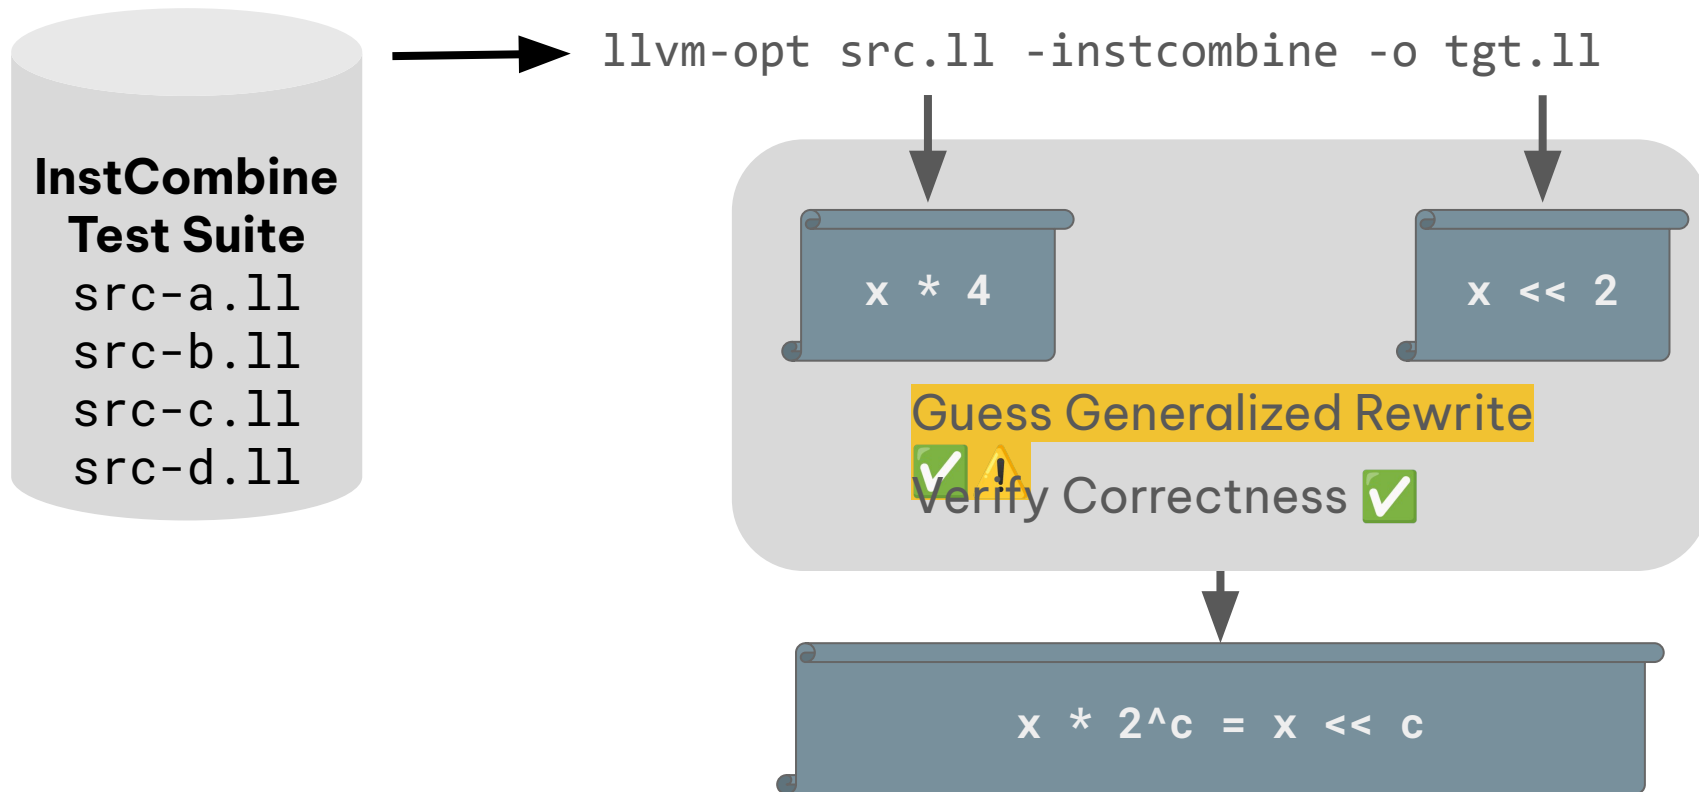 InstCombine
Test Suite
src-a.ll
src-b.ll
src-c.ll
src-d.ll
llvm-opt src.ll -instcombine -o tgt.ll
x * 4
x << 2
Guess Generalized Rewrite
✅⚠️
Verify Correctness ✅
x * 2^c = x << c